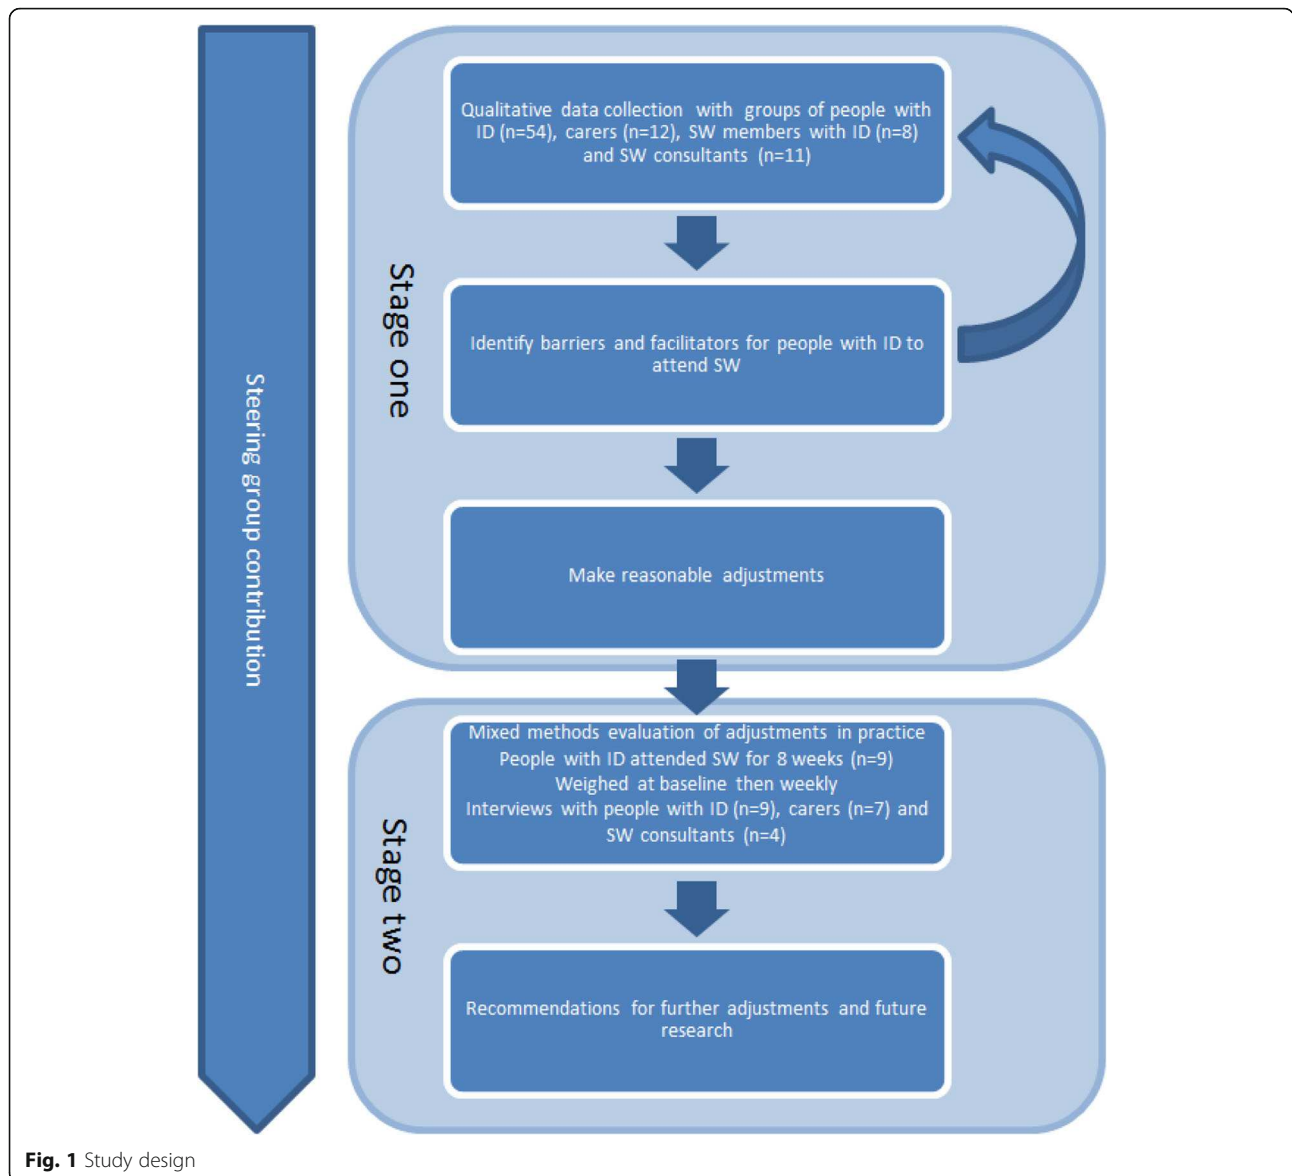 Steering group contribution
Stage one
Qualitative data collection with groups of people with
ID (n=54), carers (n=12), SW members with ID (n=8)
and SW consultants (n=11)
Identify barriers and facilitators for people with ID to
attend SW
Make reasonable adjustments
Stage two
Mixed methods evaluation of adjustments in practice
People with ID attended SW for 8 weeks (n=9)
Weighed at baseline then weekly
Interviews with people with ID (n=9), carers (n=7) and
SW consultants (n=4)
Recommendations for further adjustments and future
research
Fig. 1 Study design